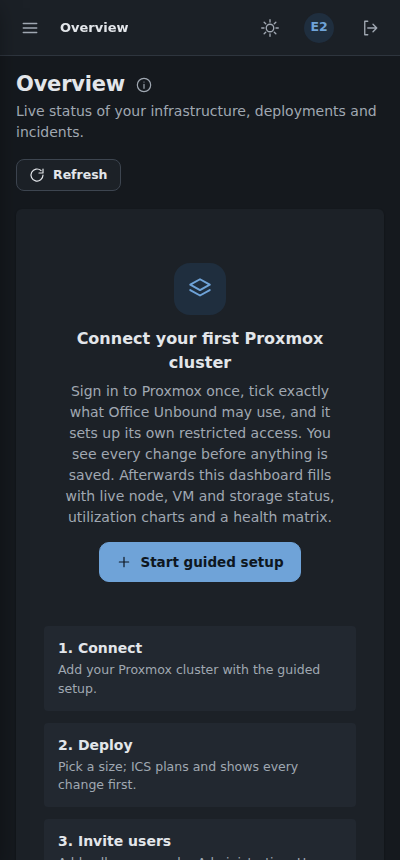 Overview
E2
Overview
Live status of your infrastructure, deployments and
incidents.
Refresh
Connect your first Proxmox
cluster
Sign in to Proxmox once, tick exactly
what Office Unbound may use, and it
sets up its own restricted access. You
see every change before anything is
saved. Afterwards this dashboard fills
with live node, VM and storage status,
utilization charts and a health matrix.
Start guided setup
1. Connect
Add your Proxmox cluster with the guided
setup.
2. Deploy
Pick a size; ICS plans and shows every
change first.
3. Invite users